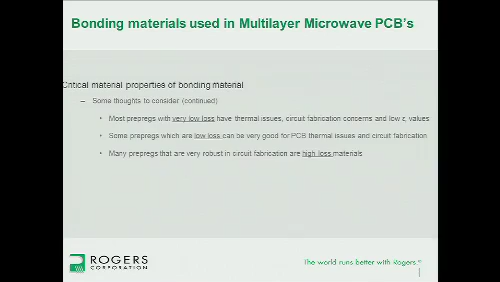 Bonding materials used in Multilayer Microwave PCB's
Critical material properties of bonding material
– Some thoughts to consider (continued)
• Most prepregs with very low loss have thermal issues, circuit fabrication concerns and low εr values
• Some prepregs which are low loss can be very good for PCB thermal issues and circuit fabrication
• Many prepregs that are very robust in circuit fabrication are high loss materials
ROGERS
CORPORATION
The world runs better with Rogers.®